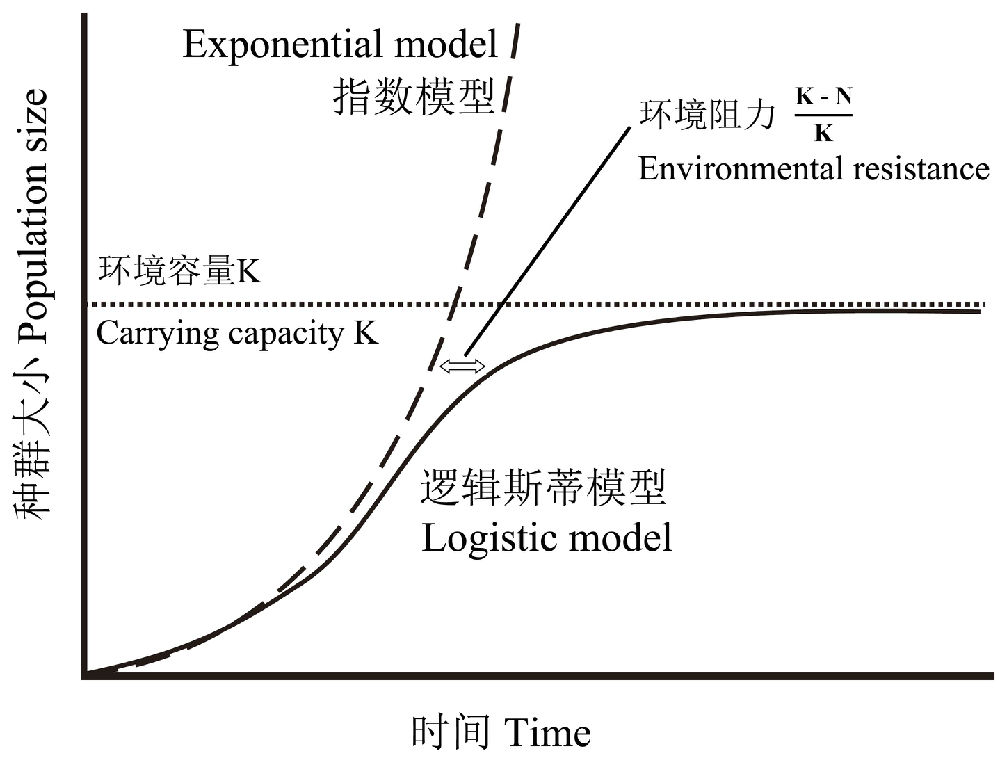 Exponential model
指数模型
环境阻力 K - N
K
Environmental resistance
环境容量K
Carrying capacity K
逻辑斯蒂模型
Logistic model
种群大小 Population size
时间 Time